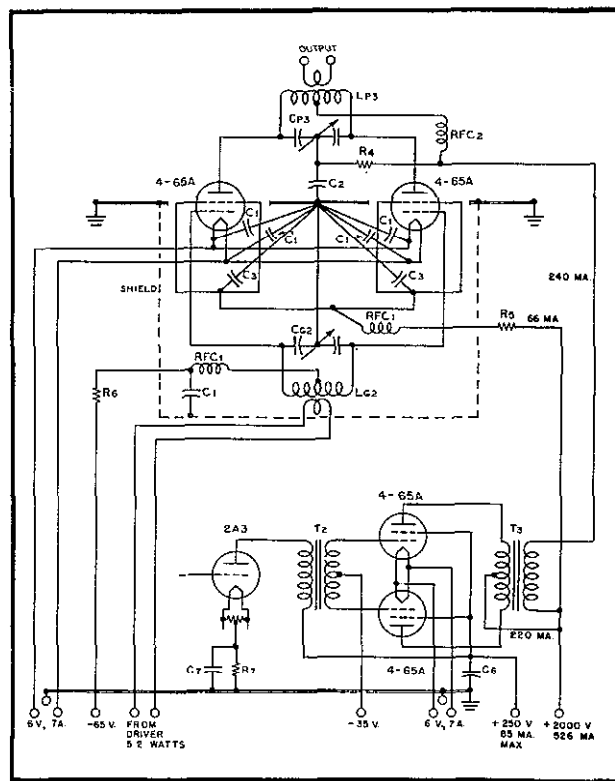 OUTPUT
LP3
CP3
RFC2
R4
4-65A
C2
4-65A
C1
C1
C1
C1
C3
C3
240 MA.
SHIELD
RFC1
R5
66 MA
CG2
RFC1
R6
C1
LG2
4-65A
2A3
T2
T3
220 MA.
4-65A
C7
R7
C6
6 V, 7A.
-65 V.
FROM
DRIVER
5.2 WATTS
-35 V.
6 V, 7A.
+250 V
85 MA.
MAX
+2000 V
526 MA